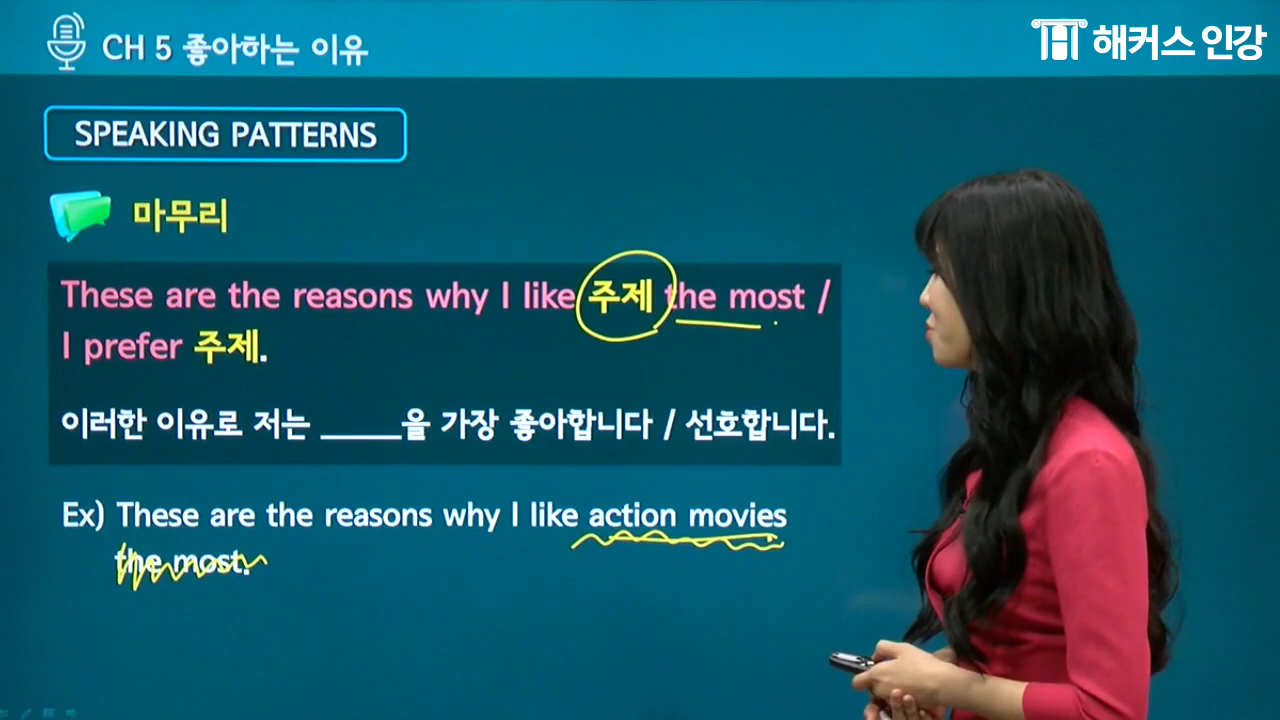 CH 5 좋아하는 이유
해커스 인강
SPEAKING PATTERNS
마무리
These are the reasons why I like 주제 the most /
I prefer 주제.
이러한 이유로 저는 _____을 가장 좋아합니다 / 선호합니다.
Ex) These are the reasons why I like action movies
the most.